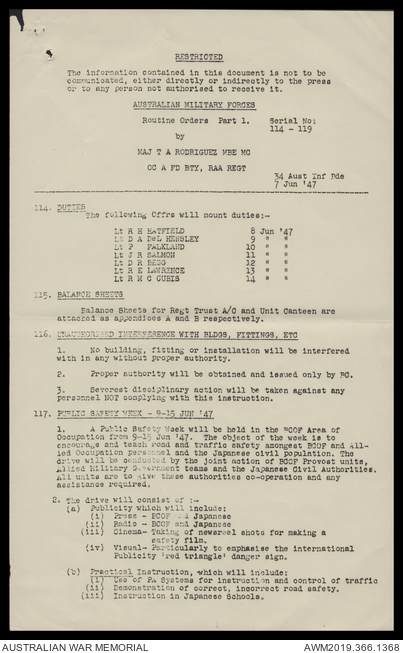 RESTRICTED
The information contained in this document is not to be
communicated, either directly or indirectly to the press
or to any person not authorised to receive it.
AUSTRALIAN MILITARY FORCES
Routine Orders Part 1. Serial No:
114 - 119
by
MAJ T A RODRIGUEZ MBE MC
OC A FD BTY, RAA REGT
34 Aust Inf Bde
7 Jun '47
114. DUTIES
The following Offrs will mount duties;-
Lt R H HATFIELD 8 Jun '47
Lt D A DeL HEMSLEY 9 " "
Lt P FALKLAND 10 " "
Lt J R SALMON 11 " "
Lt D R BEGG 12 " "
Lt R E LAWRENCE 13 " "
Lt R M C CUBIS 14 " "
115. BALANCE SHEETS
Balance Sheets for Regt Trust A/C and Unit Canteen are
attached as appendices A and B respectively.
116. UNAUTHORISED INTERFERENCE WITH BLDGS, FITTINGS, ETC
1. No building, fitting or installation will be interfered
with in any without proper authority.
2. Proper authority will be obtained and issued only by BC.
3. Severest disciplinary action will be taken against any
personnel NOT complying with this instruction.
117. PUBLIC SAFETY WEEK - 9-15 JUN '47
1. A Public Safety Week will be held in the BCOF Area of
Occupation from 9-15 Jun '47. The object of the week is to
encourage and teach road and traffic safety amongest BCOF and All-
ied Occupation personnel and the Japanese civil population. The
drive will be conducted by the joint action of BCOF Provost units,
Allied Military Government teams and the Japanese Civil Authorities.
All units are to give these authorities co-operation and any
assistance required.
2. The drive will consist of :-
(a) Publicity which will include:
(i) Press - BCOF and Japanese
(ii) Radio - BCOF and Japanese
(iii) Cinema- Taking of newsreel shots for making a
safety film.
(iv) Visual- Particularly to emphasise the international
Publicity 'red triangle' danger sign.
(b) Practical Instruction, which will include;
(i) Use of PA Systems for instruction and control of traffic
(ii) Demonstration of correct, incorrect road safety.
(iii) Instruction in Japanese Schools.
AUSTRALIAN WAR MEMORIAL AWM2019.366.1368